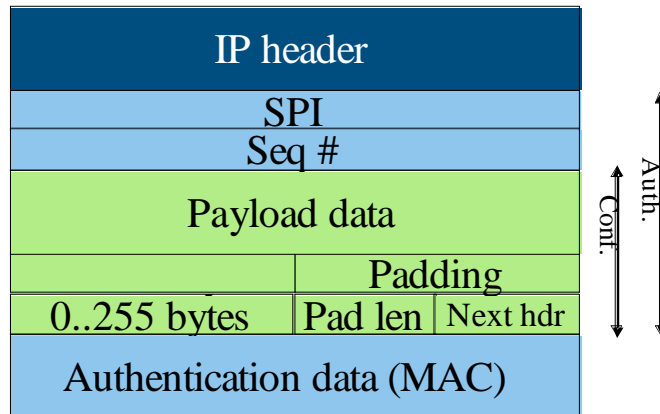 IP header
SPI
Seq #
Payload data
Padding
0..255 bytes
Pad len
Next hdr
Authentication data (MAC)
Conf.
Auth.